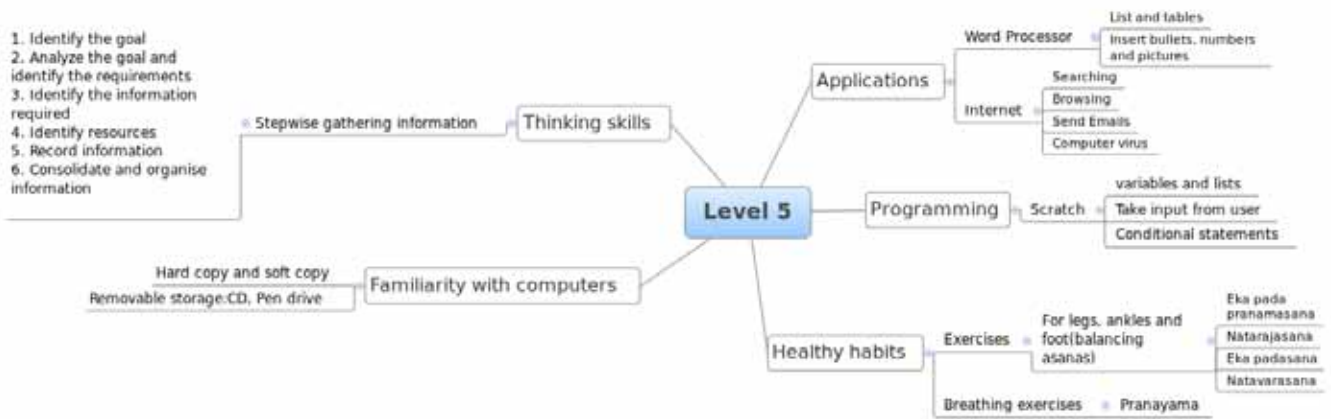 1. Identify the goal
2. Analyze the goal and
identify the requirements
3. Identify the information
required
4. Identify resources
5. Record information
6. Consolidate and organise
information
Stepwise gathering information
Thinking skills
Hard copy and soft copy
Removable storage:CD, Pen drive
Familiarity with computers
Level 5
Applications
Word Processor
List and tables
Insert bullets, numbers
and pictures
Internet
Searching
Browsing
Send Emails
Computer virus
Programming
Scratch
variables and lists
Take input from user
Conditional statements
Healthy habits
Exercises
For legs, ankles and
foot(balancing
asanas)
Eka pada
pranamasana
Natarajasana
Eka padasana
Natavarasana
Breathing exercises
Pranayama